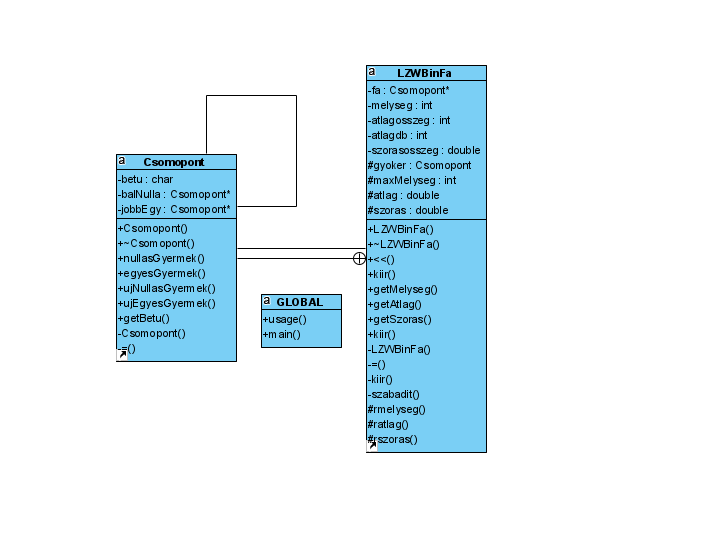 a LZWBinFa
-fa : Csomopont*
-melyseg : int
-atlagosszeg : int
-atlagdb : int
-szorasosszeg : double
#gyoker : Csomopont
#maxMelyseg : int
#atlag : double
#szoras : double
+LZWBinFa()
+~LZWBinFa()
+<<()
+kiir()
+getMelyseg()
+getAtlag()
+getSzoras()
+kiir()
-LZWBinFa()
-=()
-kiir()
-szabadit()
#rmelyseg()
#ratlag()
#rszoras()
a Csomopont
-betu : char
-balNulla : Csomopont*
-jobbEgy : Csomopont*
+Csomopont()
+~Csomopont()
+nullasGyermek()
+egyesGyermek()
+ujNullasGyermek()
+ujEgyesGyermek()
+getBetu()
-Csomopont()
-=()
a GLOBAL
+usage()
+main()